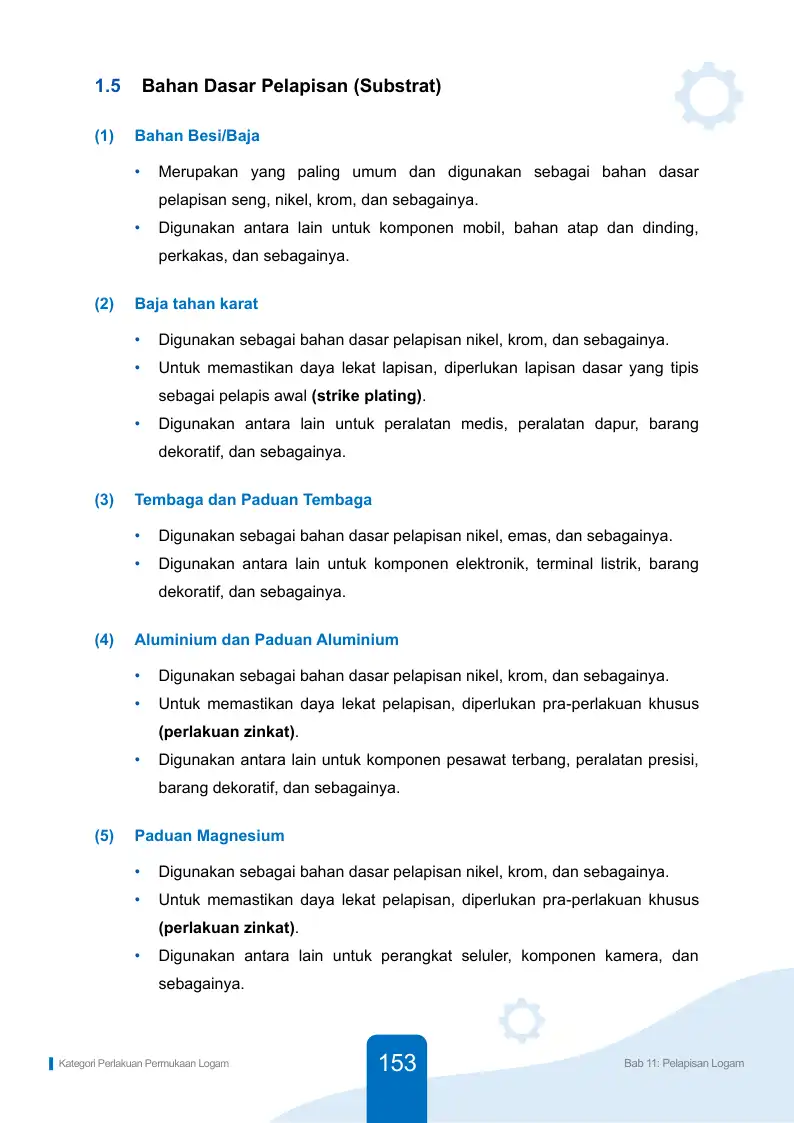 1.5 Bahan Dasar Pelapisan (Substrat)
(1) Bahan Besi/Baja
• Merupakan yang paling umum dan digunakan sebagai bahan dasar
pelapisan seng, nikel, krom, dan sebagainya.
• Digunakan antara lain untuk komponen mobil, bahan atap dan dinding,
perkakas, dan sebagainya.
(2) Baja tahan karat
• Digunakan sebagai bahan dasar pelapisan nikel, krom, dan sebagainya.
• Untuk memastikan daya lekat lapisan, diperlukan lapisan dasar yang tipis
sebagai pelapis awal (strike plating).
• Digunakan antara lain untuk peralatan medis, peralatan dapur, barang
dekoratif, dan sebagainya.
(3) Tembaga dan Paduan Tembaga
• Digunakan sebagai bahan dasar pelapisan nikel, emas, dan sebagainya.
• Digunakan antara lain untuk komponen elektronik, terminal listrik, barang
dekoratif, dan sebagainya.
(4) Aluminium dan Paduan Aluminium
• Digunakan sebagai bahan dasar pelapisan nikel, krom, dan sebagainya.
• Untuk memastikan daya lekat pelapisan, diperlukan pra-perlakuan khusus
(perlakuan zinkat).
• Digunakan antara lain untuk komponen pesawat terbang, peralatan presisi,
barang dekoratif, dan sebagainya.
(5) Paduan Magnesium
• Digunakan sebagai bahan dasar pelapisan nikel, krom, dan sebagainya.
• Untuk memastikan daya lekat pelapisan, diperlukan pra-perlakuan khusus
(perlakuan zinkat).
• Digunakan antara lain untuk perangkat seluler, komponen kamera, dan
sebagainya.
Kategori Perlakuan Permukaan Logam
153
Bab 11: Pelapisan Logam